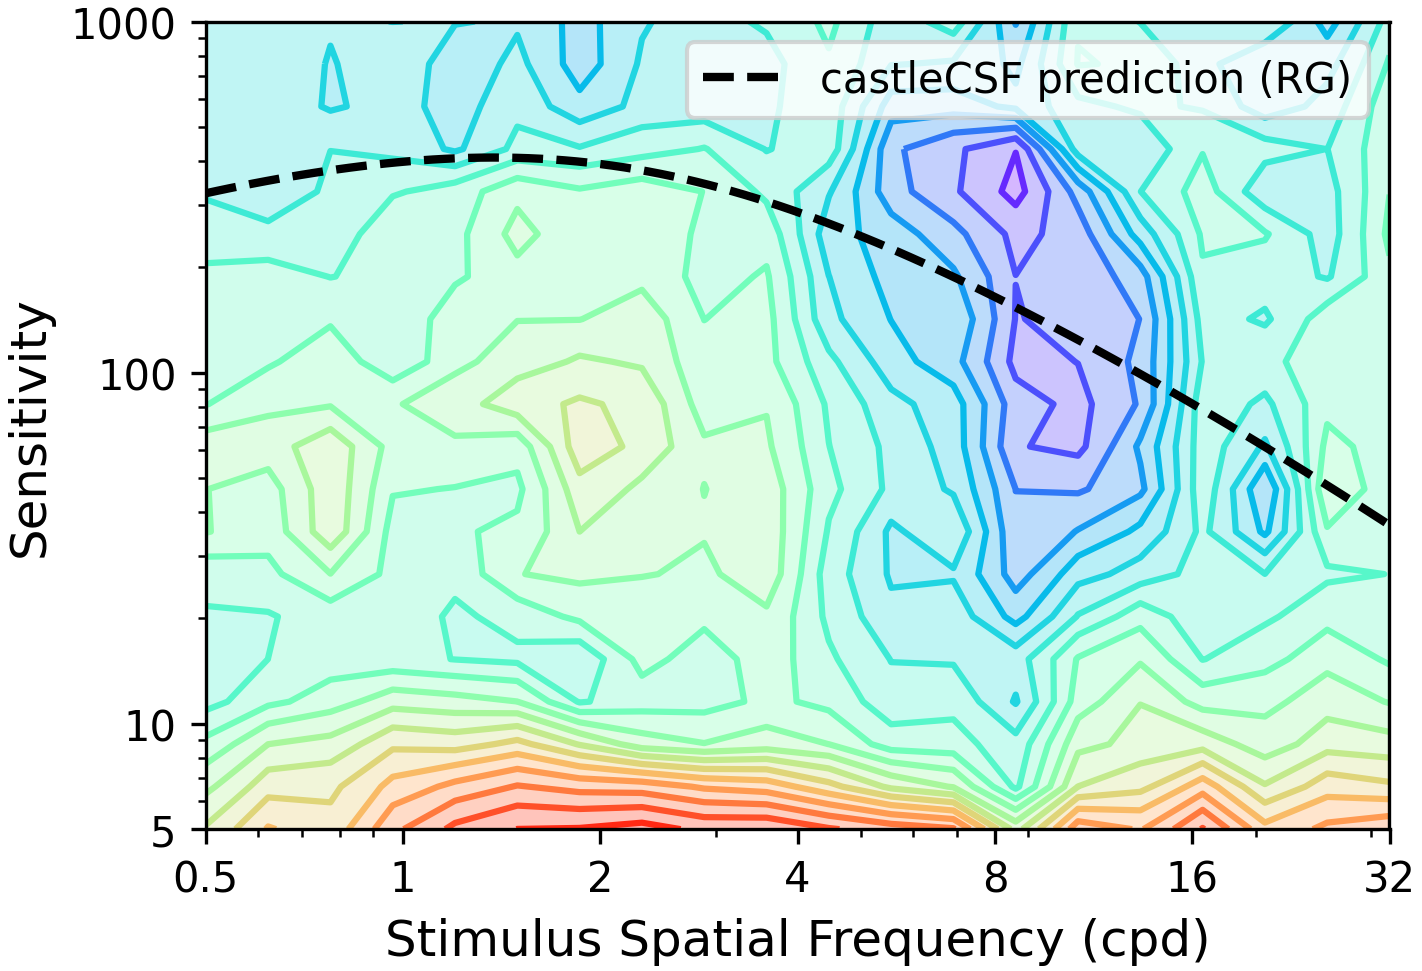 1000
castleCSF prediction (RG)
Sensitivity
100
10
5
0.5 1 2 4 8 16 32
Stimulus Spatial Frequency (cpd)